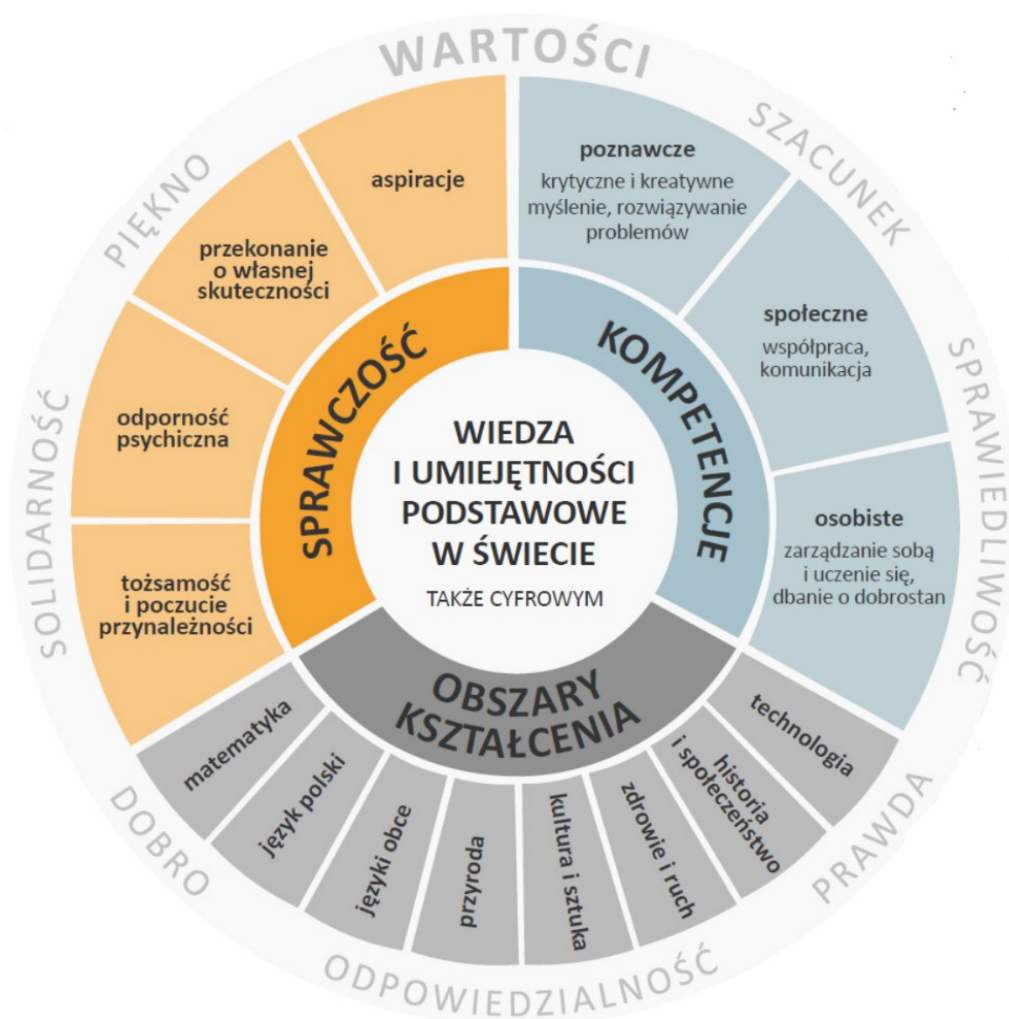 WARTOŚCI
SZACUNEK
SPRAWIEDLIWOŚĆ
PRAWDA
ODPOWIEDZIALNOŚĆ
DOBRO
SOLIDARNOŚĆ
PIĘKNO
WIEDZA
I UMIEJĘTNOŚCI
PODSTAWOWE
W ŚWIECIE
TAKŻE CYFROWYM
SPRAWCZOŚĆ
aspiracje
przekonanie
o własnej
skuteczności
odporność
psychiczna
tożsamość
i poczucie
przynależności
KOMPETENCJE
poznawcze
krytyczne i kreatywne
myślenie, rozwiązywanie
problemów
społeczne
współpraca,
komunikacja
osobiste
zarządzanie sobą
i uczenie się,
dbanie o dobrostan
OBSZARY
KSZTAŁCENIA
matematyka
język polski
języki obce
przyroda
kultura i sztuka
zdrowie i ruch
historia
i społeczeństwo
technologia